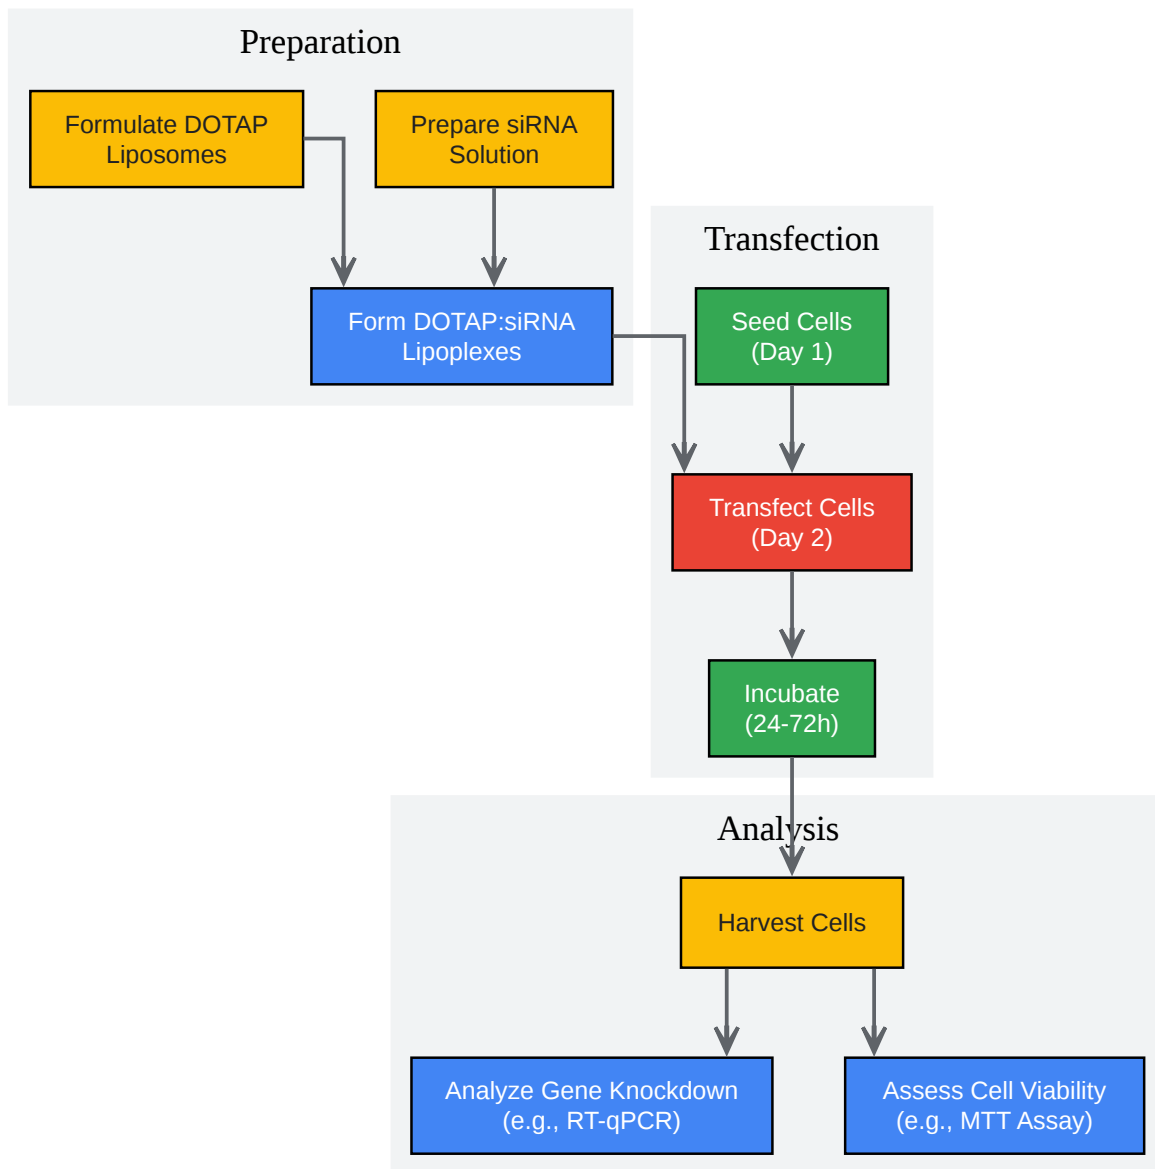 Preparation
Formulate DOTAP
Liposomes
Prepare siRNA
Solution
Form DOTAP:siRNA
Lipoplexes
Transfection
Seed Cells
(Day 1)
Transfect Cells
(Day 2)
Incubate
(24-72h)
Analysis
Harvest Cells
Analyze Gene Knockdown
(e.g., RT-qPCR)
Assess Cell Viability
(e.g., MTT Assay)